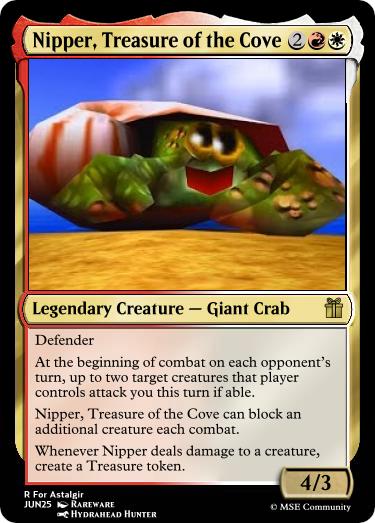 Nipper, Treasure of the Cove 2
Legendary Creature — Giant Crab
Defender
At the beginning of combat on each opponent's
turn, up to two target creatures that player
controls attack you this turn if able.
Nipper, Treasure of the Cove can block an
additional creature each combat.
Whenever Nipper deals damage to a creature,
create a Treasure token.
4/3
R For Astalgir
JUN25 Rareware
Hydrahead Hunter
© MSE Community